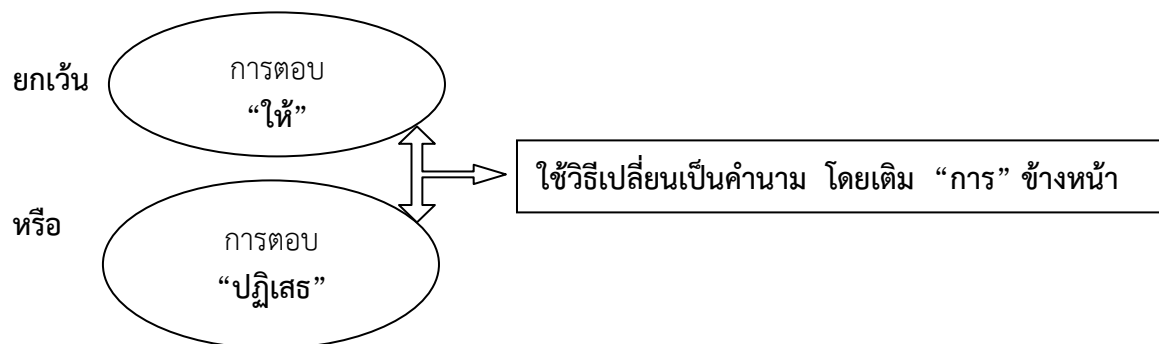 ยกเว้น
การตอบ
“ให้”
ใช้วิธีเปลี่ยนเป็นคำนาม โดยเติม “การ” ข้างหน้า
หรือ
การตอบ
“ปฏิเสธ”